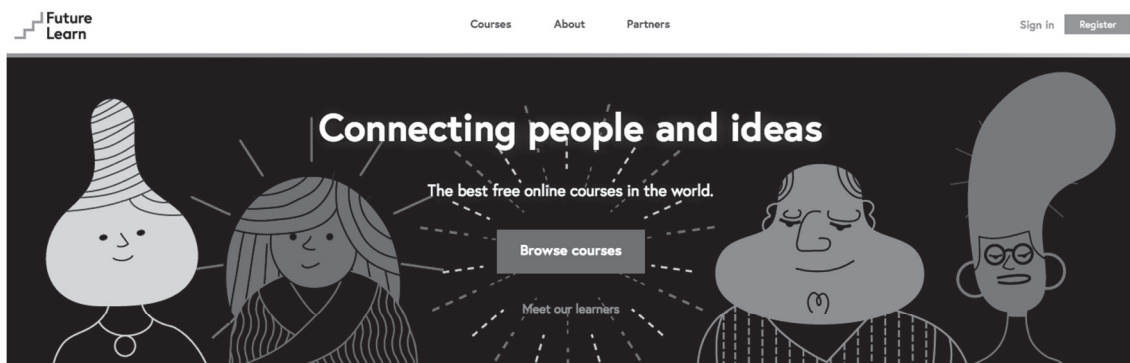 Future
Learn
Courses About Partners
Sign in Register
Connecting people and ideas
The best free online courses in the world.
Browse courses
Meet our learners